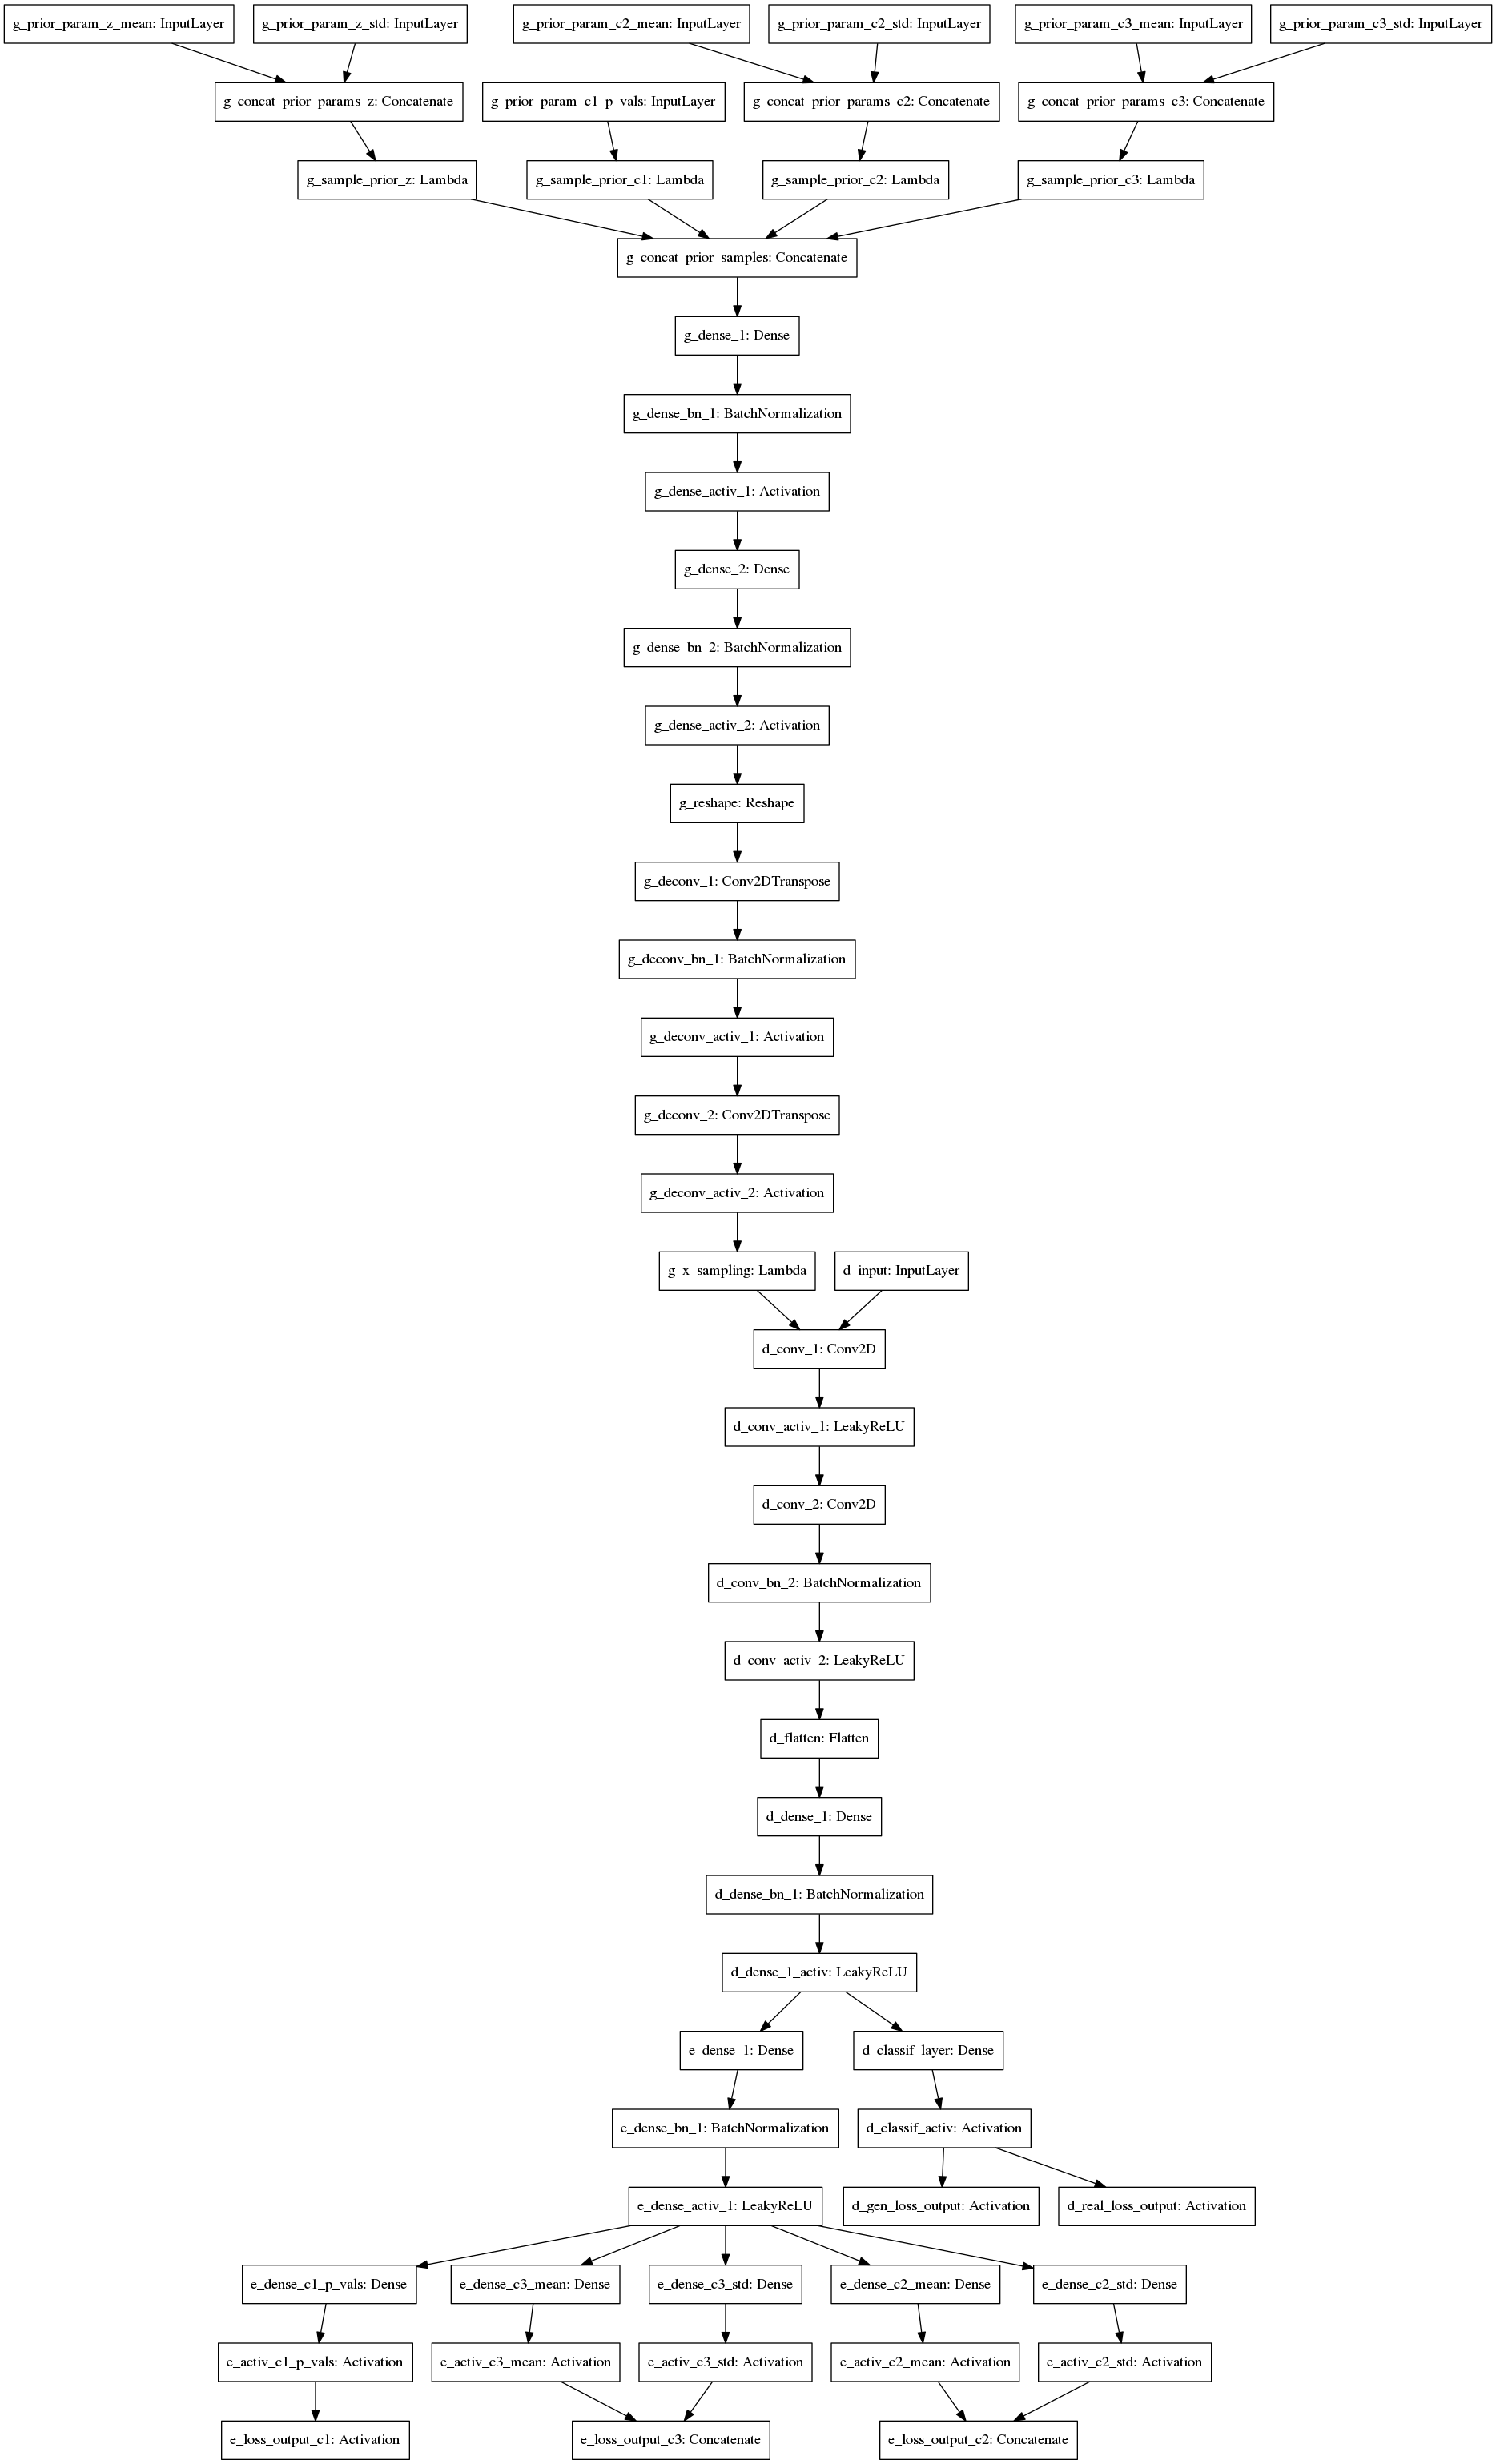 g_prior_param_z_mean: InputLayer
g_prior_param_z_std: InputLayer
g_prior_param_c2_mean: InputLayer
g_prior_param_c2_std: InputLayer
g_prior_param_c3_mean: InputLayer
g_prior_param_c3_std: InputLayer
g_concat_prior_params_z: Concatenate
g_prior_param_c1_p_vals: InputLayer
g_concat_prior_params_c2: Concatenate
g_concat_prior_params_c3: Concatenate
g_sample_prior_z: Lambda
g_sample_prior_c1: Lambda
g_sample_prior_c2: Lambda
g_sample_prior_c3: Lambda
g_concat_prior_samples: Concatenate
g_dense_1: Dense
g_dense_bn_1: BatchNormalization
g_dense_activ_1: Activation
g_dense_2: Dense
g_dense_bn_2: BatchNormalization
g_dense_activ_2: Activation
g_reshape: Reshape
g_deconv_1: Conv2DTranspose
g_deconv_bn_1: BatchNormalization
g_deconv_activ_1: Activation
g_deconv_2: Conv2DTranspose
g_deconv_activ_2: Activation
g_x_sampling: Lambda
d_input: InputLayer
d_conv_1: Conv2D
d_conv_activ_1: LeakyReLU
d_conv_2: Conv2D
d_conv_bn_2: BatchNormalization
d_conv_activ_2: LeakyReLU
d_flatten: Flatten
d_dense_1: Dense
d_dense_bn_1: BatchNormalization
d_dense_1_activ: LeakyReLU
e_dense_1: Dense
d_classif_layer: Dense
e_dense_bn_1: BatchNormalization
d_classif_activ: Activation
e_dense_activ_1: LeakyReLU
d_gen_loss_output: Activation
d_real_loss_output: Activation
e_dense_c1_p_vals: Dense
e_dense_c3_mean: Dense
e_dense_c3_std: Dense
e_dense_c2_mean: Dense
e_dense_c2_std: Dense
e_activ_c1_p_vals: Activation
e_activ_c3_mean: Activation
e_activ_c3_std: Activation
e_activ_c2_mean: Activation
e_activ_c2_std: Activation
e_loss_output_c1: Activation
e_loss_output_c3: Concatenate
e_loss_output_c2: Concatenate